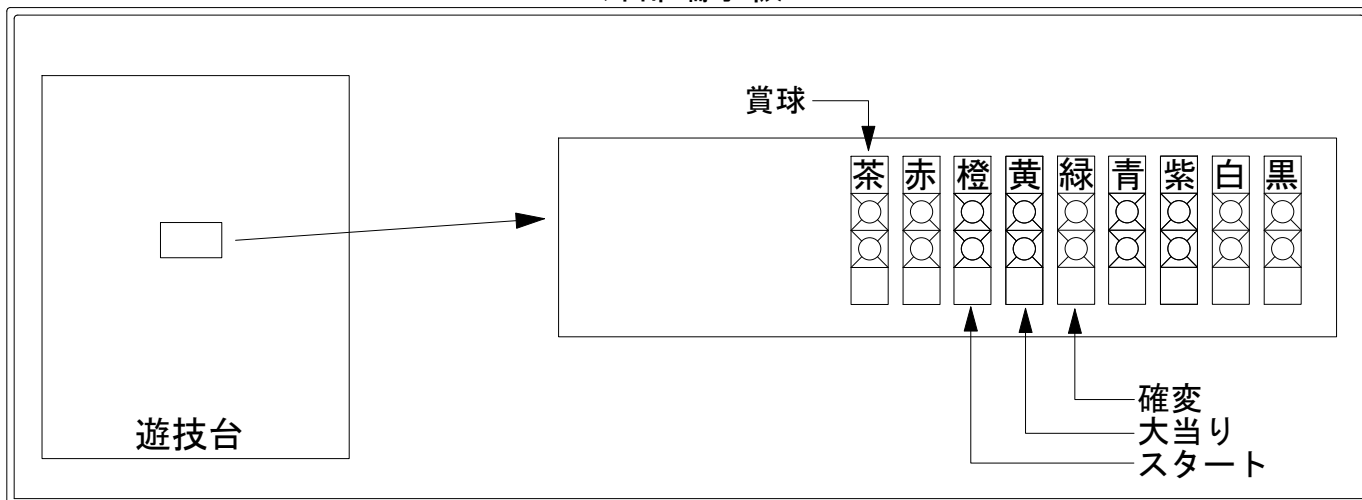 賞球
茶 赤 橙 黄 緑 青 紫 白 黒
遊技台
確変
大当り
スタート